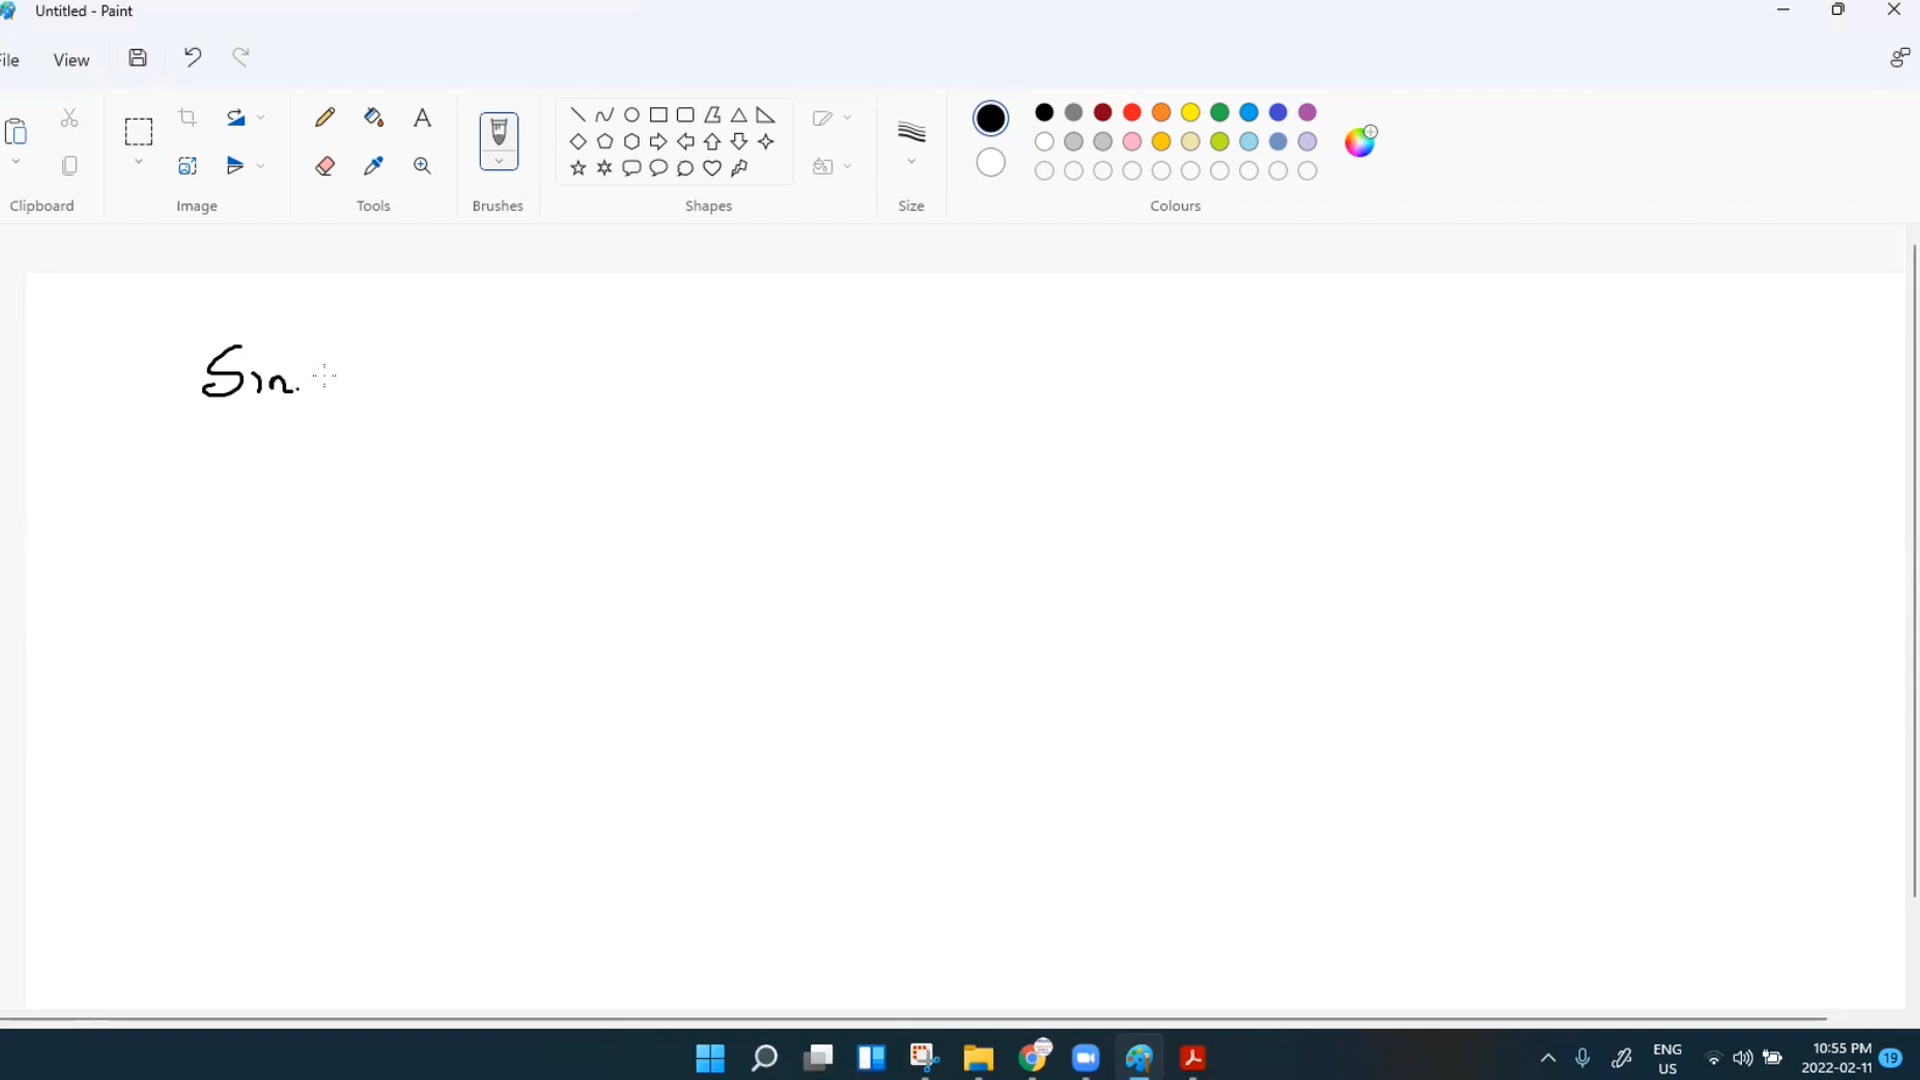 Untitled - Paint
File View
Clipboard Image Tools Brushes Shapes Size Colours
Sin.
ENG 10:55 PM
US 2022-02-11 19